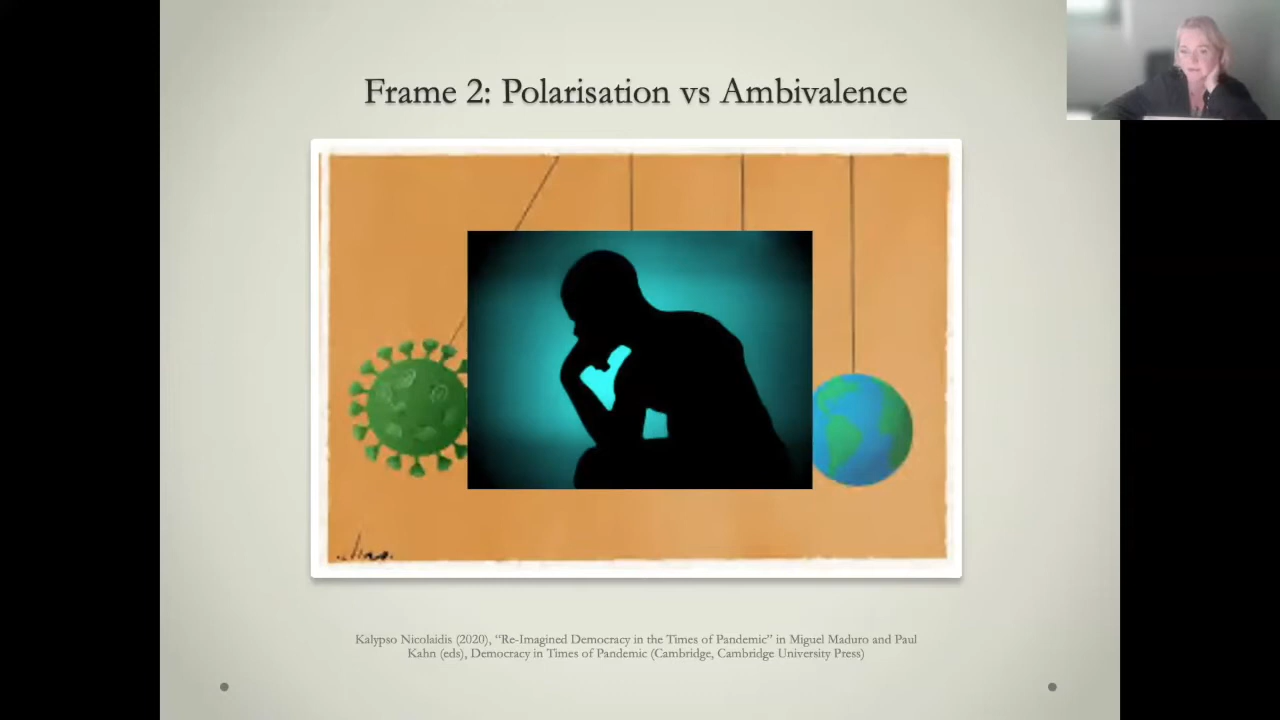 Frame 2: Polarisation vs Ambivalence
Kalypso Nicolaidis (2020), “Re-Imagined Democracy in the Times of Pandemic” in Miguel Maduro and Paul
Kahn (eds), Democracy in Times of Pandemic (Cambridge, Cambridge University Press)